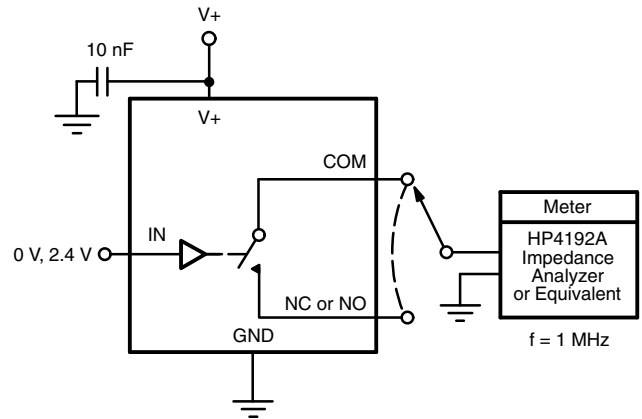 V+
10 nF
V+
COM
IN
0 V, 2.4 V
NC or NO
GND
Meter
HP4192A
Impedance
Analyzer
or Equivalent
f = 1 MHz